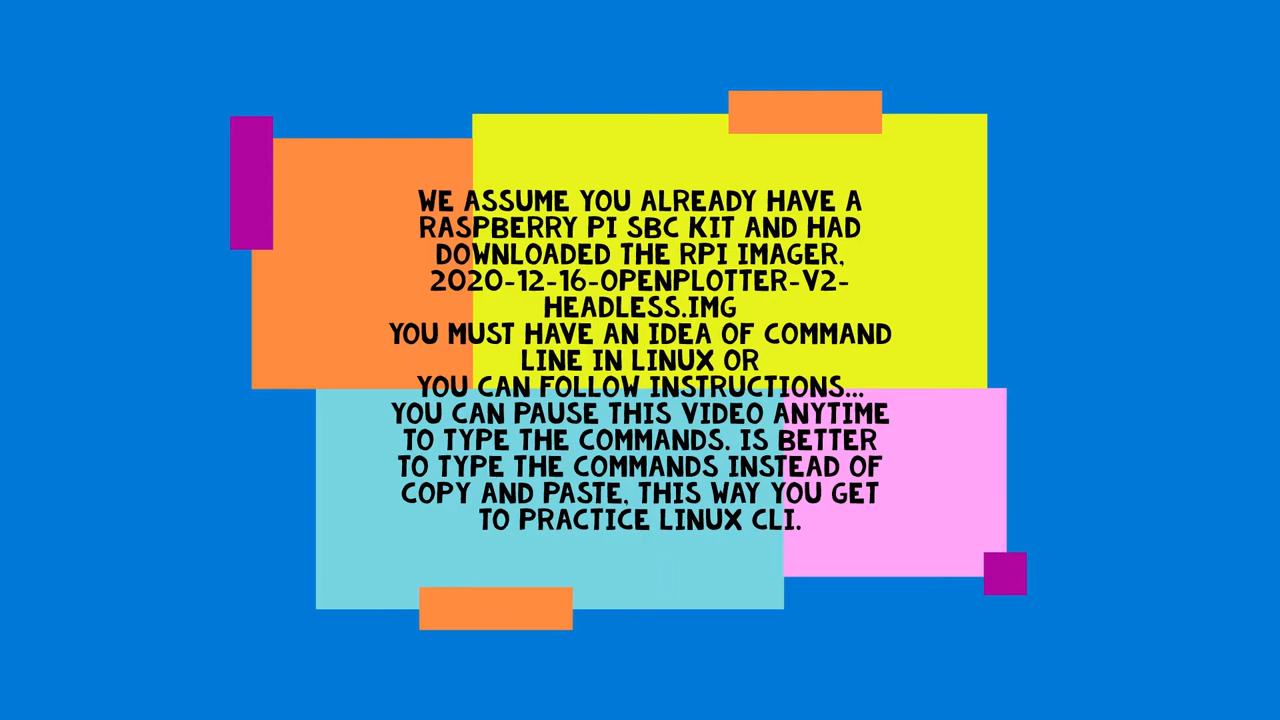 WE ASSUME YOU ALREADY HAVE A
RASPBERRY PI SBC KIT AND HAD
DOWNLOADED THE RPI IMAGER,
2020-12-16-OPENPLOTTER-V2-
HEADLESS.IMG
YOU MUST HAVE AN IDEA OF COMMAND
LINE IN LINUX OR
YOU CAN FOLLOW INSTRUCTIONS...
YOU CAN PAUSE THIS VIDEO ANYTIME
TO TYPE THE COMMANDS. IS BETTER
TO TYPE THE COMMANDS INSTEAD OF
COPY AND PASTE, THIS WAY YOU GET
TO PRACTICE LINUX CLI.